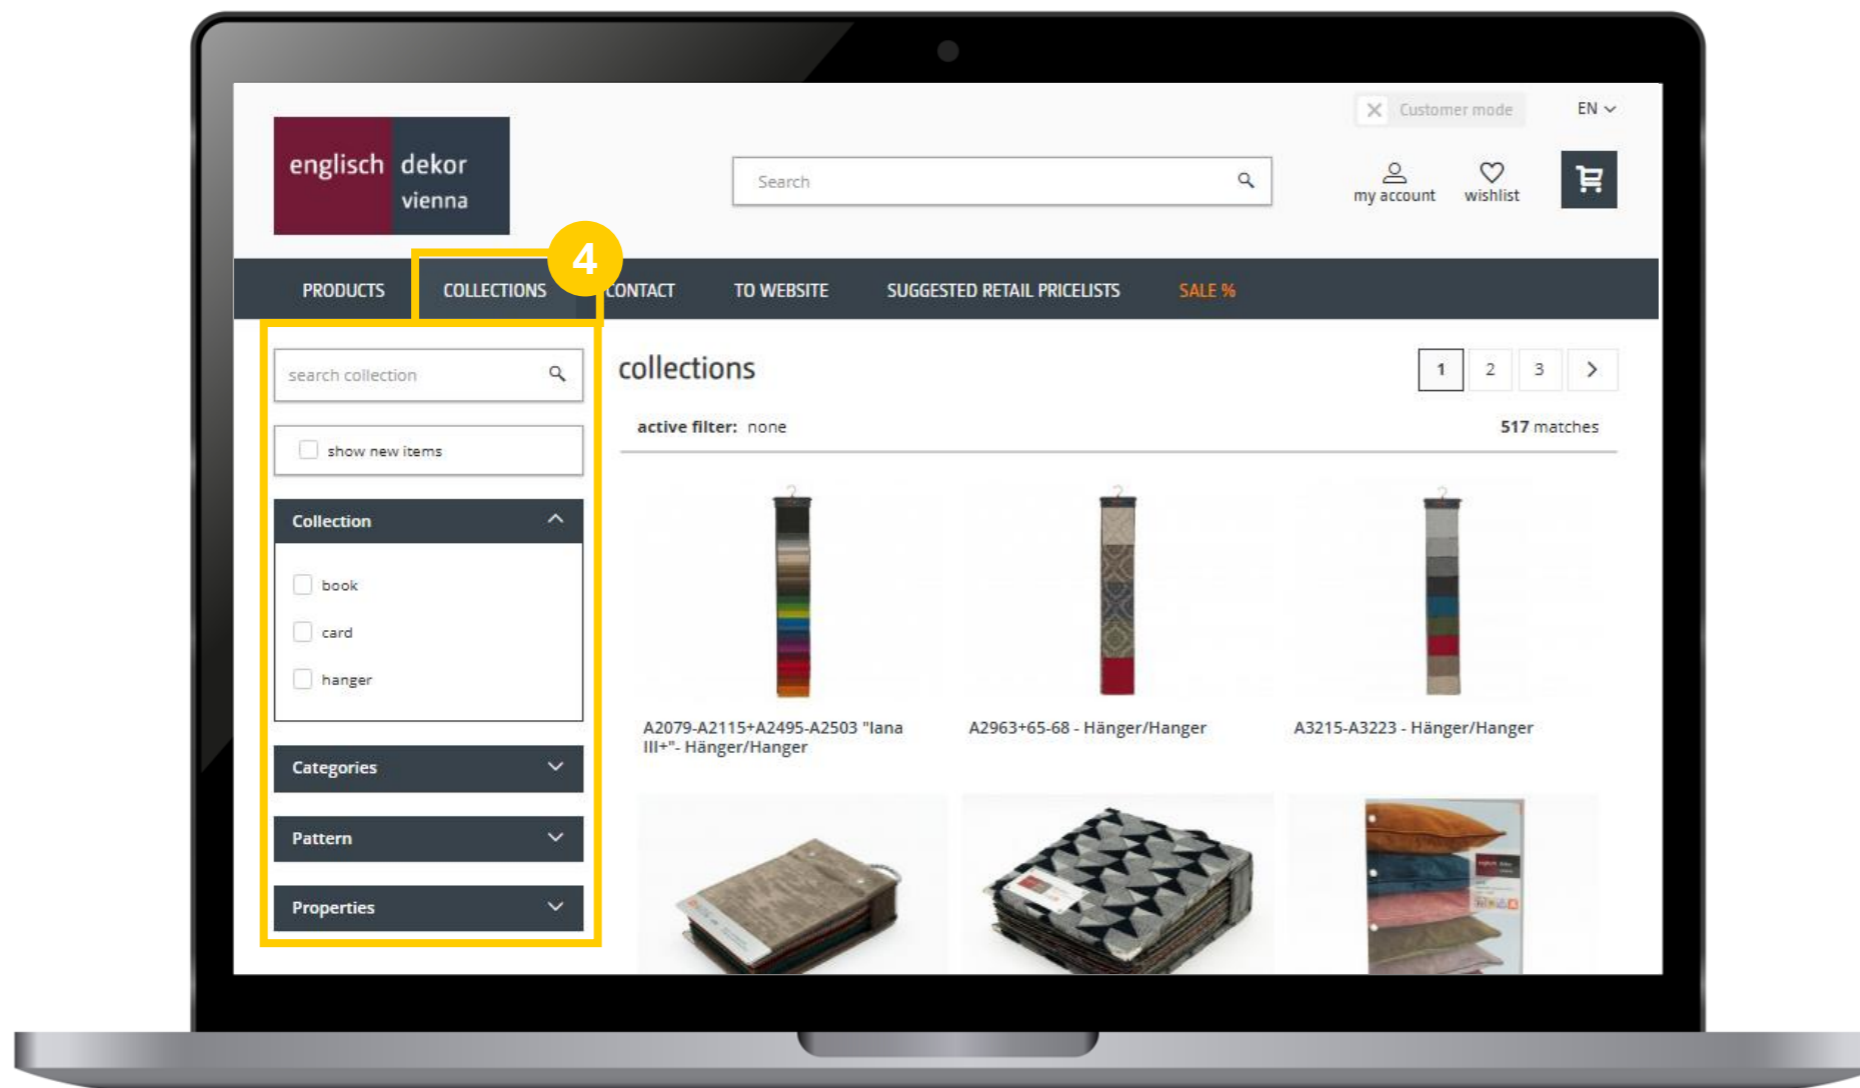 englisch dekor
vienna
Customer mode
EN
Search
my account
wishlist
4
PRODUCTS
COLLECTIONS
CONTACT
TO WEBSITE
SUGGESTED RETAIL PRICELISTS
SALE %
search collection
show new items
Collection
book
card
hanger
Categories
Pattern
Properties
collections
1 2 3
active filter: none
517 matches
A2079-A2115+A2495-A2503 "lana
III+"- Hänger/Hanger
A2963+65-68 - Hänger/Hanger
A3215-A3223 - Hänger/Hanger